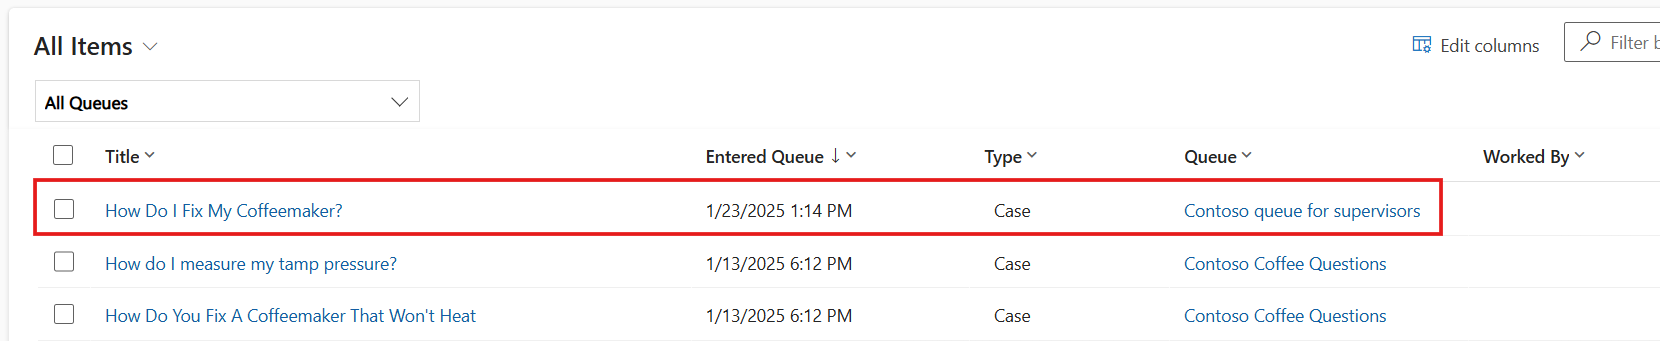 All Items
Edit columns
Filter b
All Queues
Title Entered Queue Type Queue Worked By
How Do I Fix My Coffeemaker? 1/23/2025 1:14 PM Case Contoso queue for supervisors
How do I measure my tamp pressure? 1/13/2025 6:12 PM Case Contoso Coffee Questions
How Do You Fix A Coffeemaker That Won't Heat 1/13/2025 6:12 PM Case Contoso Coffee Questions